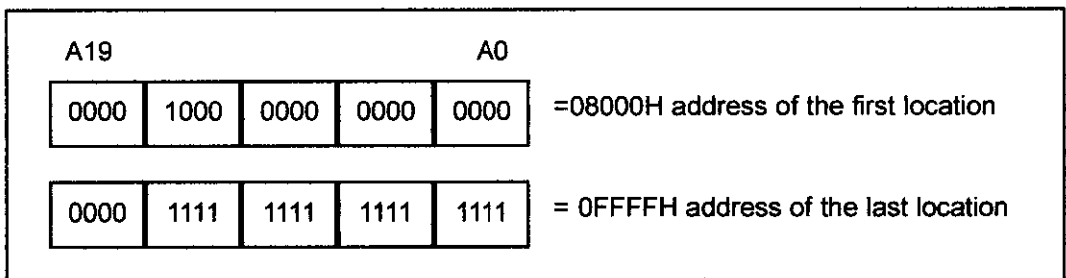 A19 A0
0000 1000 0000 0000 0000 =08000H address of the first location
0000 1111 1111 1111 1111 = 0FFFFH address of the last location